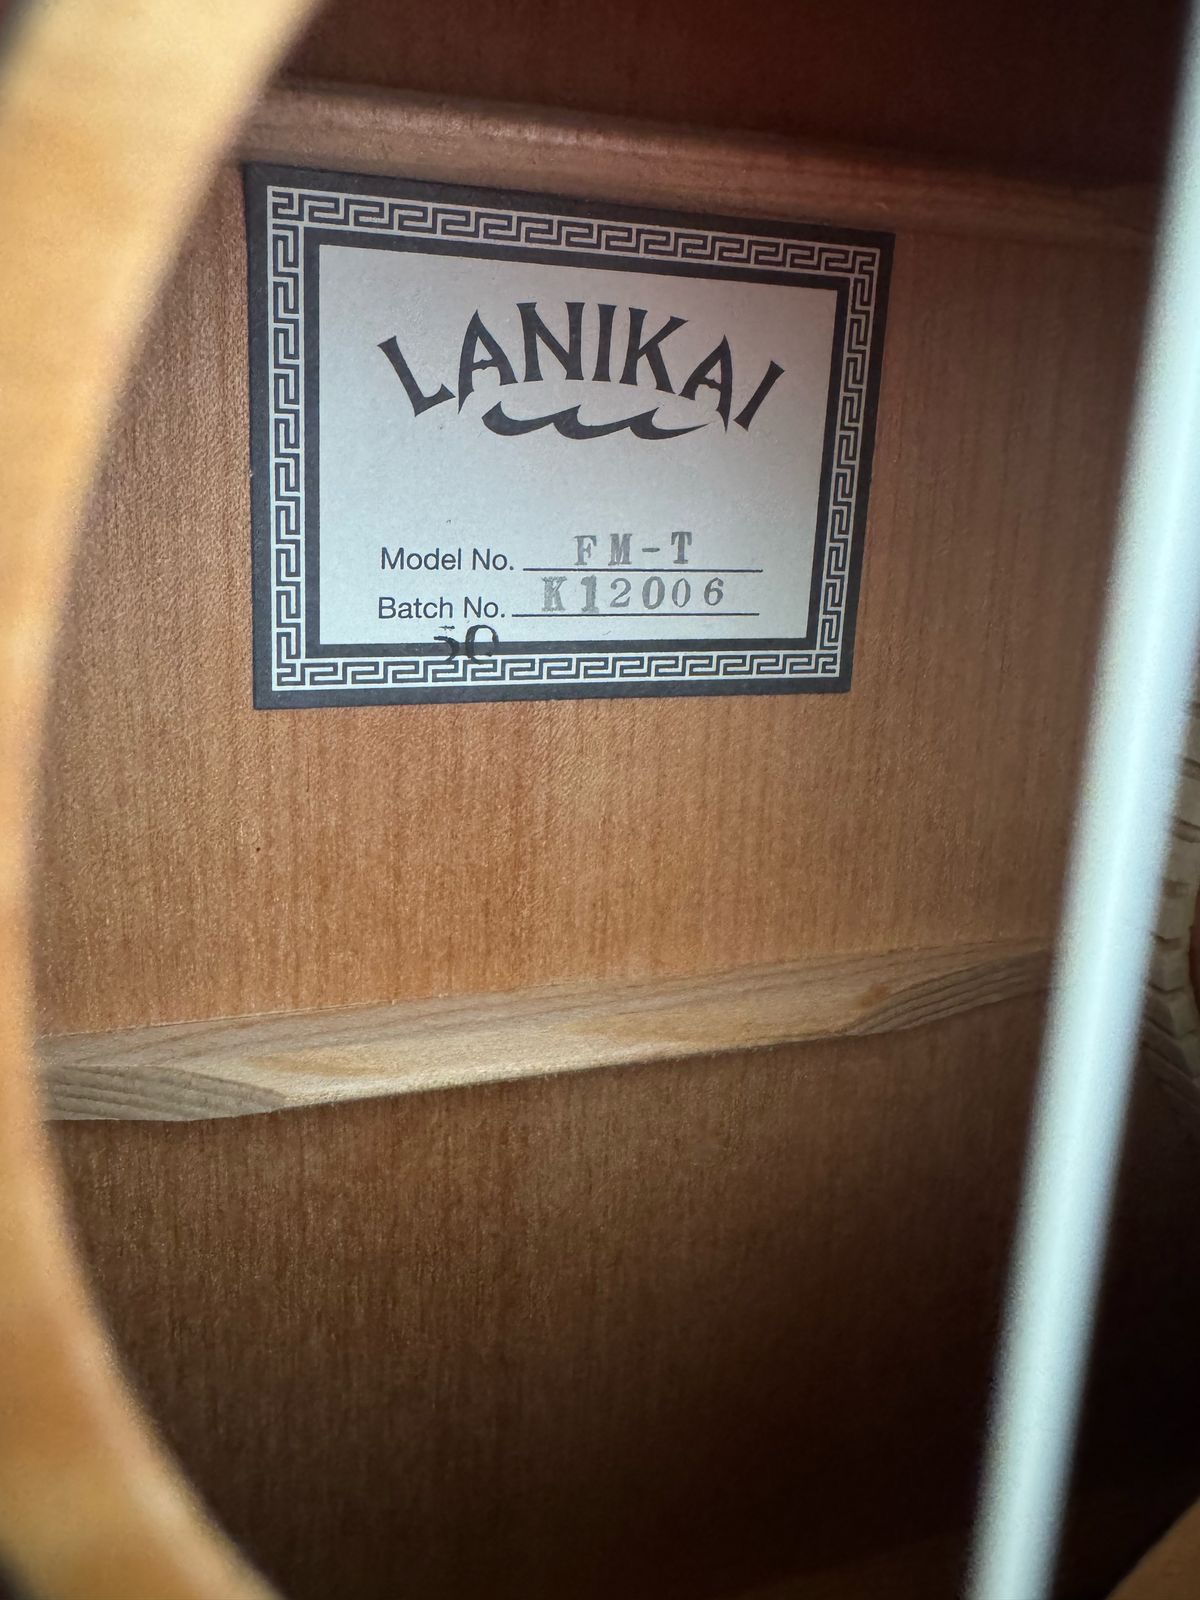 LANIKAI
Model No. FM-T
Batch No. K12006
50